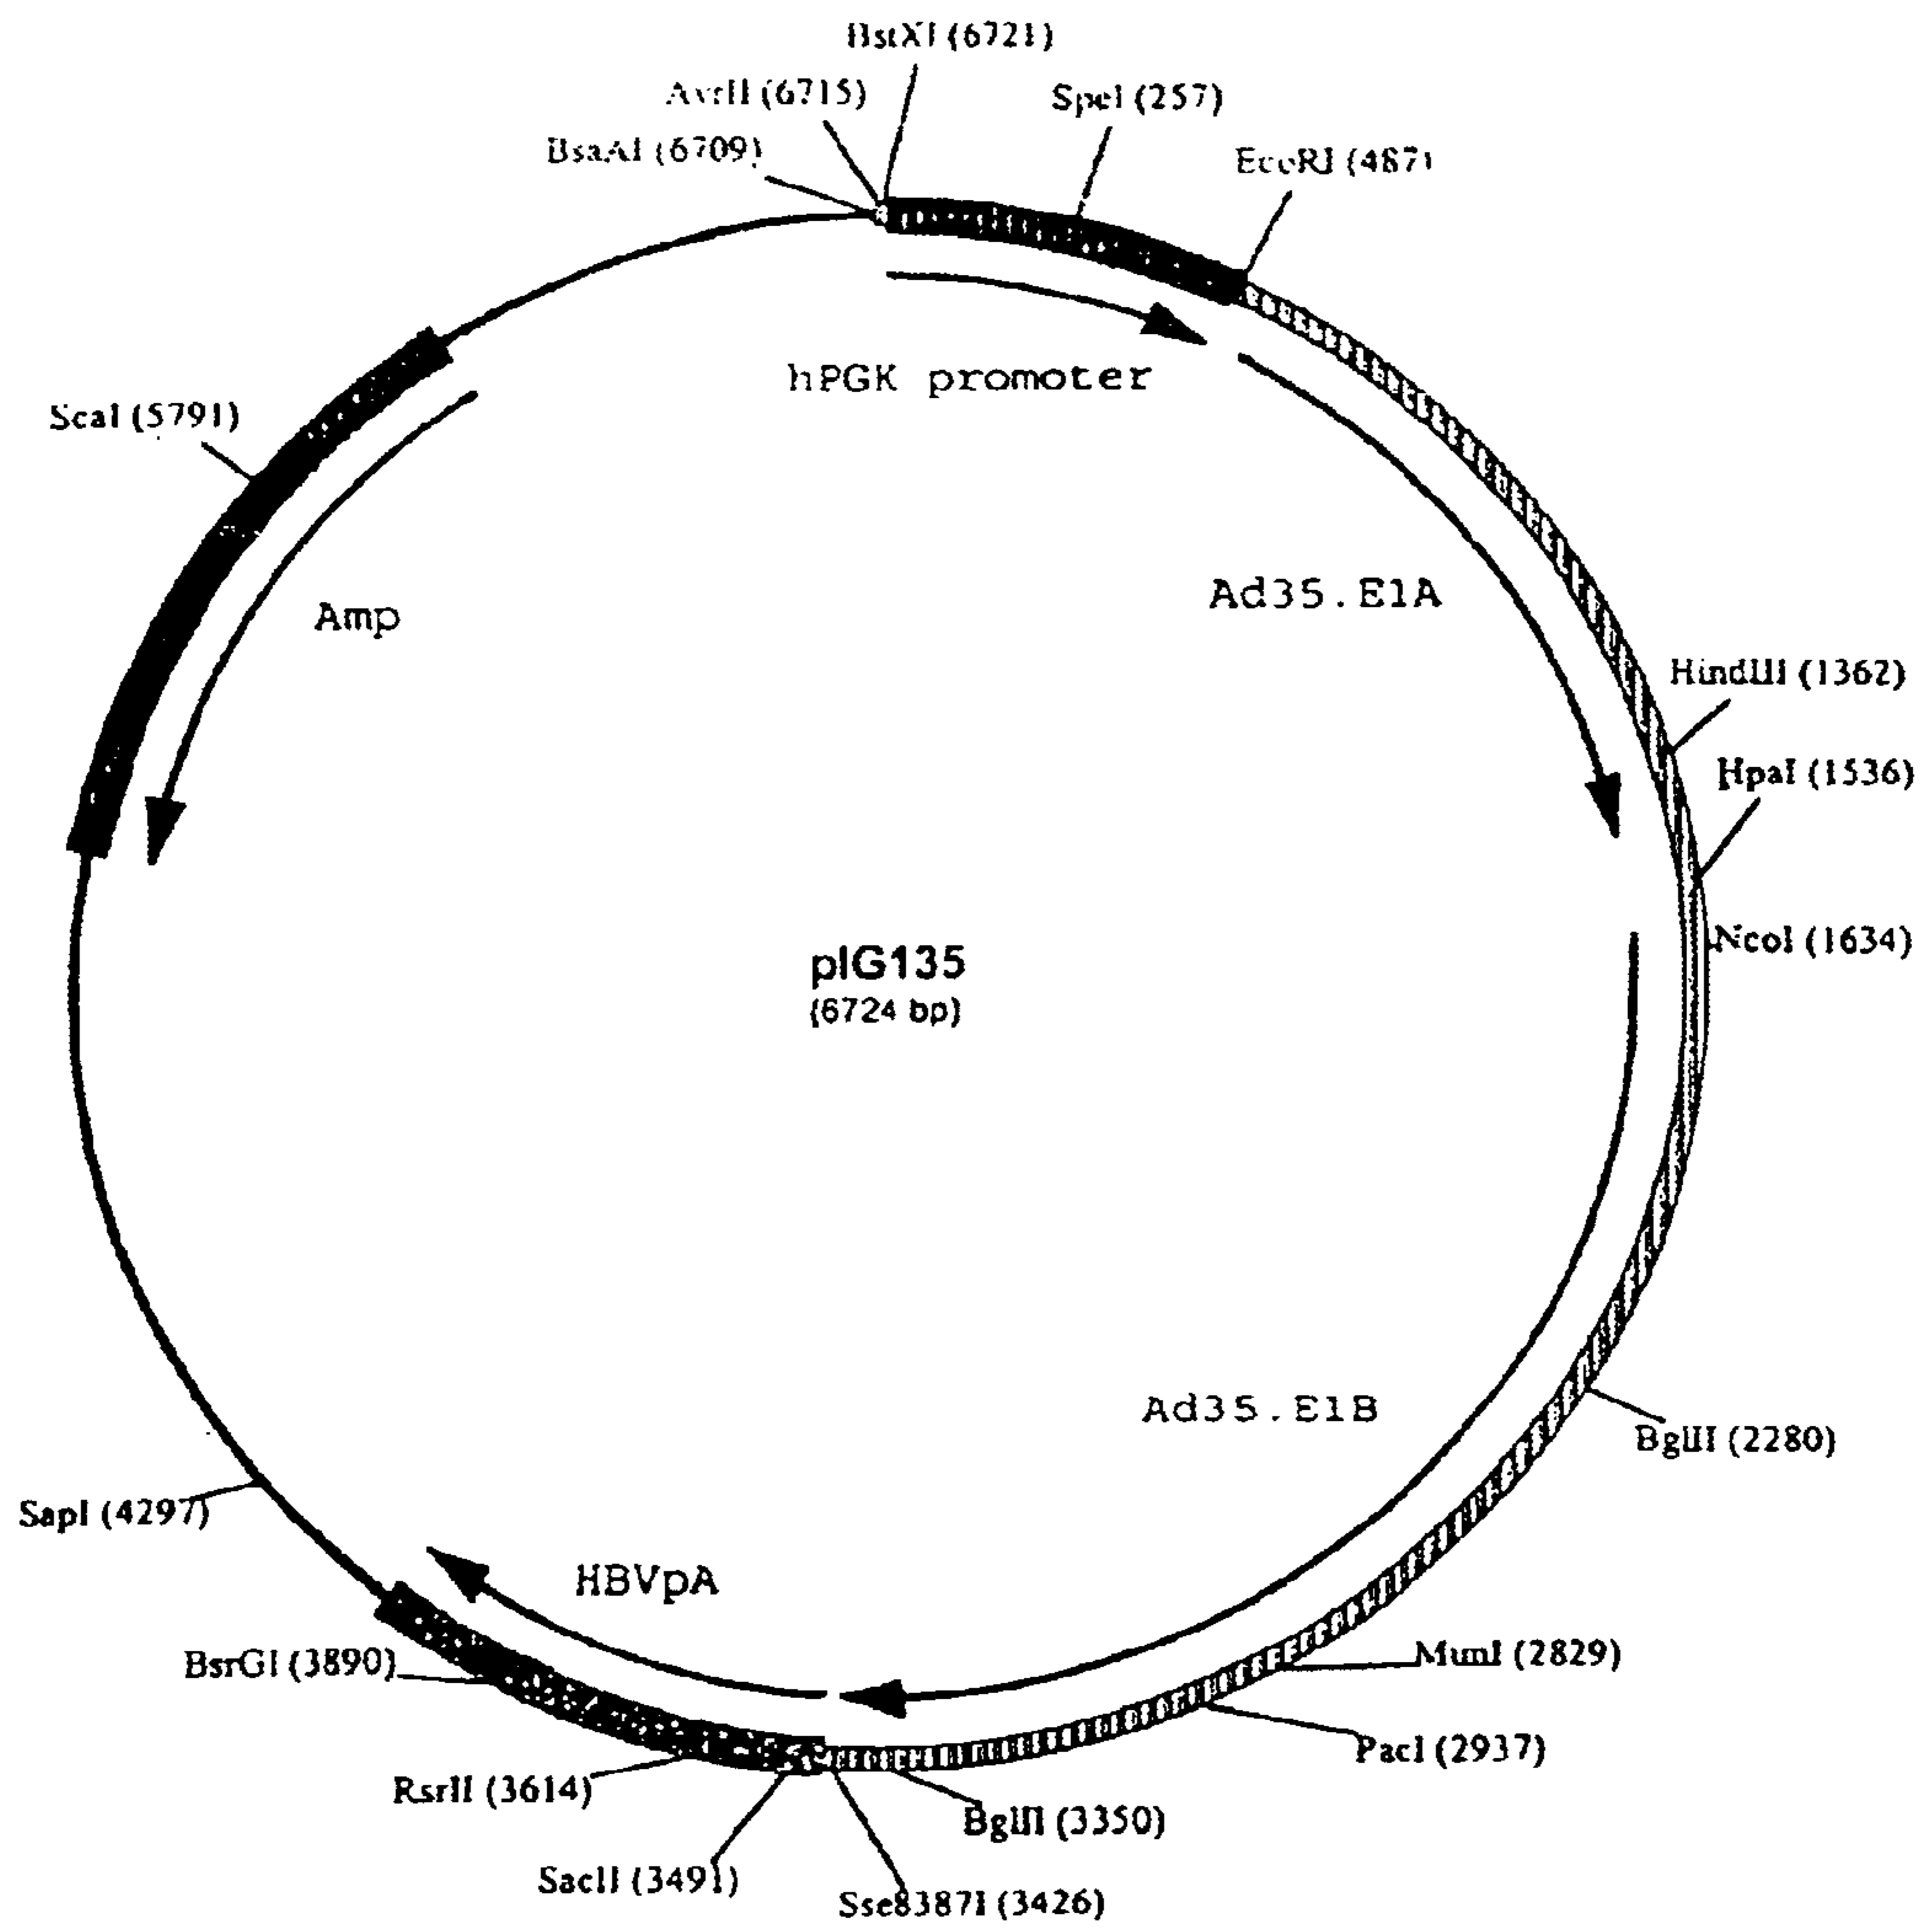 BstXI (6721)
AvrII (6715)
SpeI (257)
BsaAI (6709)
EcoRI (487)
hPGK promoter
ScaI (5791)
Ad35.E1A
Amp
HindIII (1362)
HpaI (1536)
NcoI (1634)
pIG135
(6724 bp)
Ad35.E1B
BglII (2280)
SapI (4297)
HBVpA
MunI (2829)
BsrGI (3890)
PacI (2937)
RsrII (3614)
BglII (3350)
SacII (3491)
Sse8387I (3426)